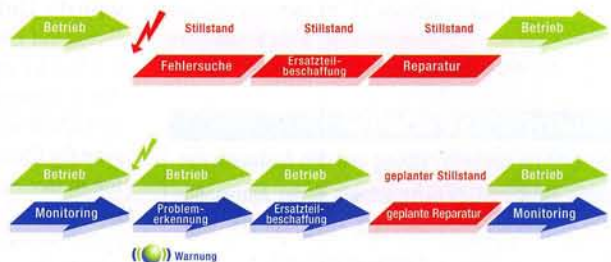 Betrieb
Stillstand
Stillstand
Stillstand
Betrieb
Fehlersuche
Ersatzteil-
beschaffung
Reparatur
Betrieb
Betrieb
Betrieb
geplanter Stillstand
Betrieb
Monitoring
Problem-
erkennung
Ersatzteil-
beschaffung
geplante Reparatur
Monitoring
Warnung